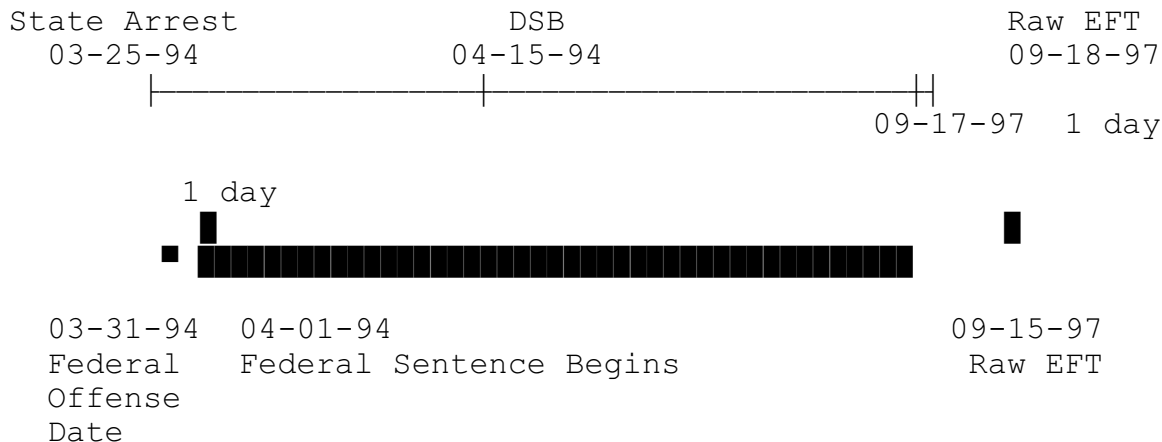 State Arrest DSB Raw EFT
03-25-94 04-15-94 09-18-97
09-17-97 1 day
1 day
03-31-94 04-01-94 09-15-97
Federal Federal Sentence Begins Raw EFT
Offense
Date